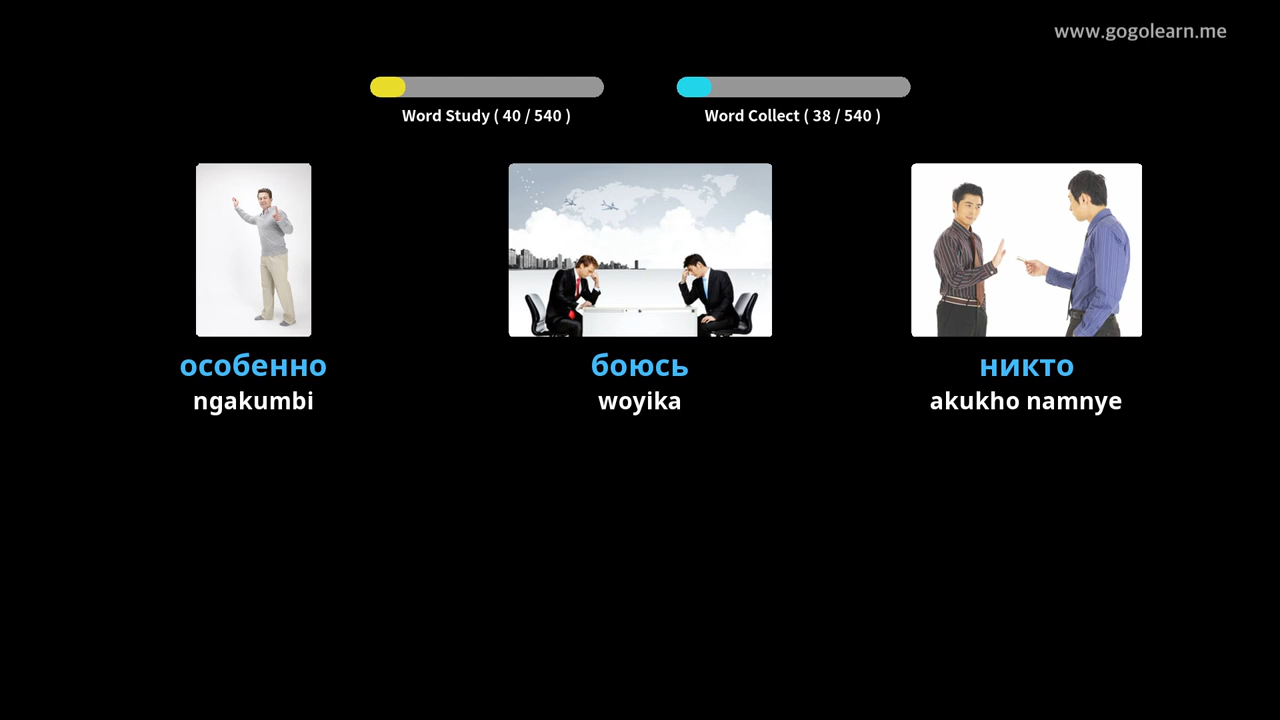 www.gogolearn.me
Word Study ( 40 / 540 )
Word Collect ( 38 / 540 )
особенно
ngakumbi
боюсь
woyika
никто
akukho namnye